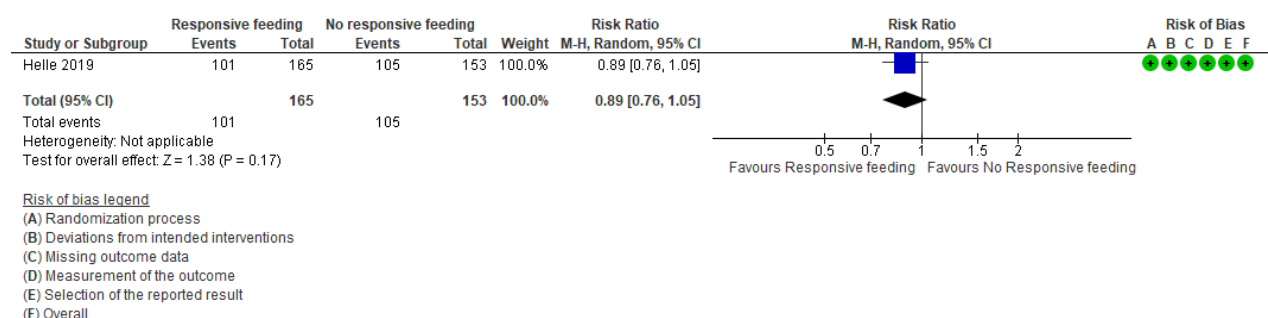 Responsive feeding No responsive feeding Risk Ratio Risk Ratio Risk of Bias
Study or Subgroup Events Total Events Total Weight M-H, Random, 95% CI M-H, Random, 95% CI A B C D E F
Helle 2019 101 165 105 153 100.0% 0.89 [0.76, 1.05] + + + + + +
Total (95% CI) 165 153 100.0% 0.89 [0.76, 1.05]
Total events 101 105
Heterogeneity: Not applicable
Test for overall effect: Z = 1.38 (P = 0.17)
0.5 0.7 1 1.5 2
Favours Responsive feeding Favours No Responsive feeding
Risk of bias legend
(A) Randomization process
(B) Deviations from intended interventions
(C) Missing outcome data
(D) Measurement of the outcome
(E) Selection of the reported result
(F) Overall